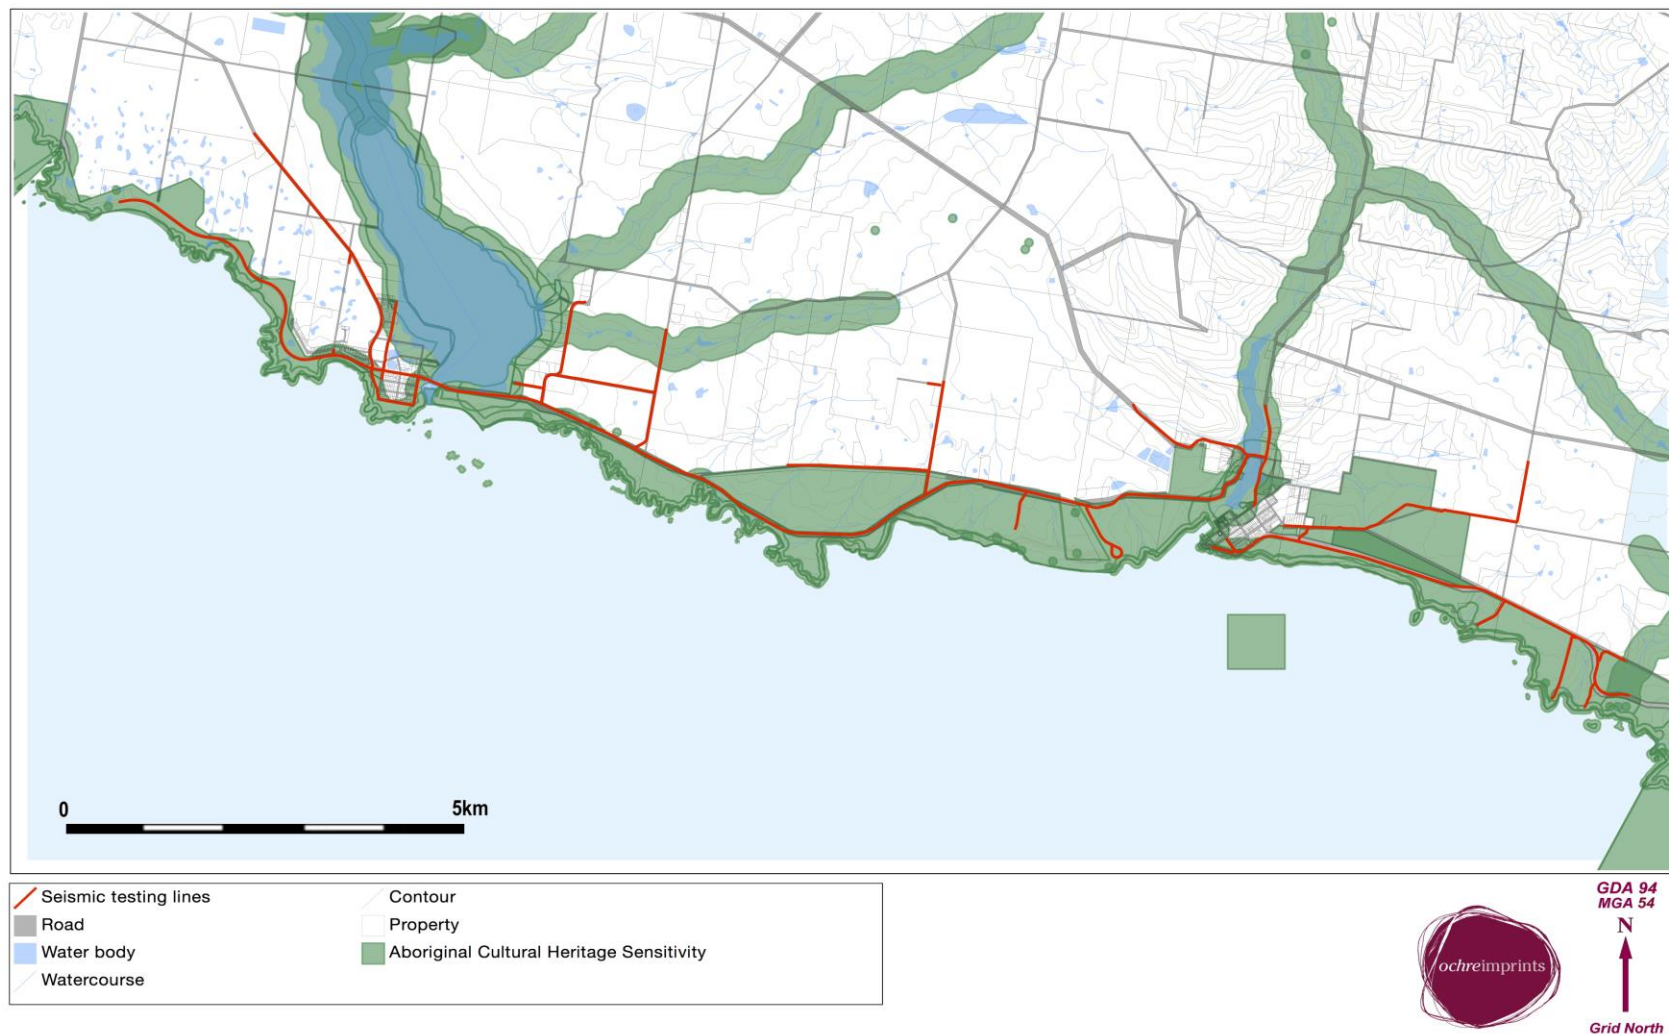 0
5km
Seismic testing lines
Road
Water body
Watercourse
Contour
Property
Aboriginal Cultural Heritage Sensitivity
ochreimprints
GDA 94
MGA 54
N
Grid North